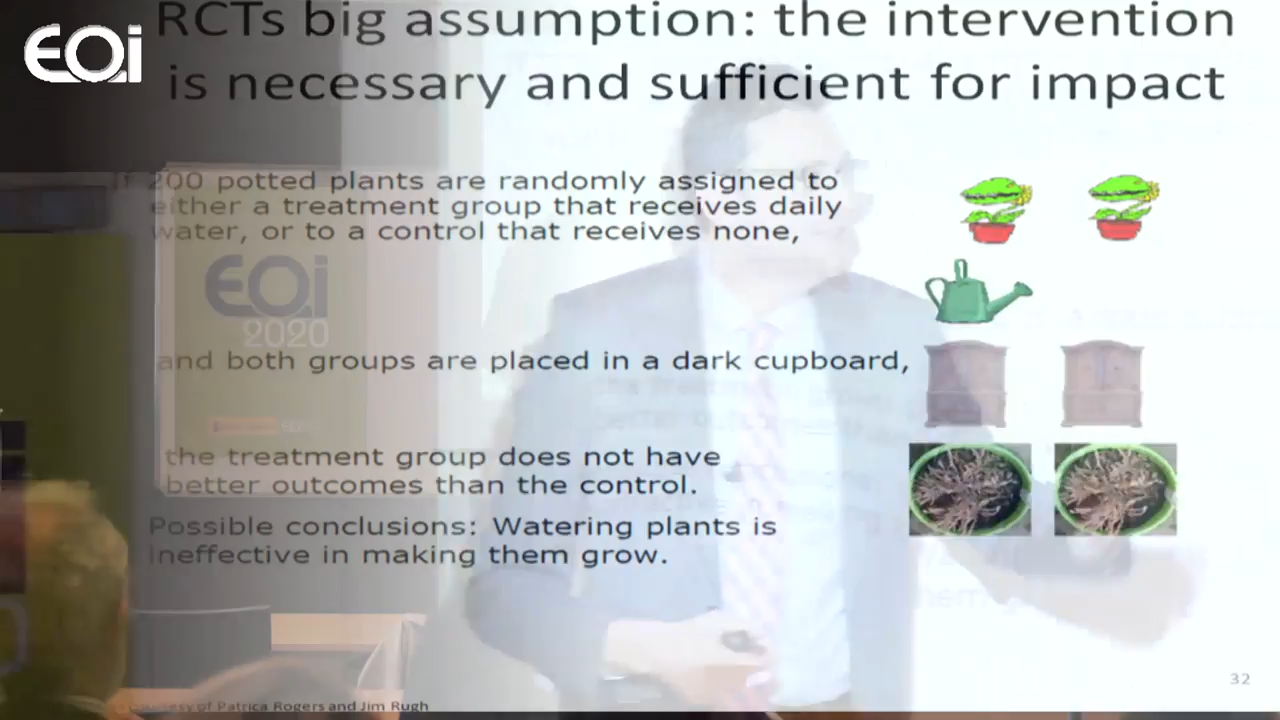 EOi
RCTs big assumption: the intervention
is necessary and sufficient for impact
If 200 potted plants are randomly assigned to
either a treatment group that receives daily
water, or to a control that receives none,
EOi
2020
and both groups are placed in a dark cupboard,
the treatment group does not have
better outcomes than the control.
Possible conclusions: Watering plants is
ineffective in making them grow.
32
of Patrica Rogers and Jim Rugh